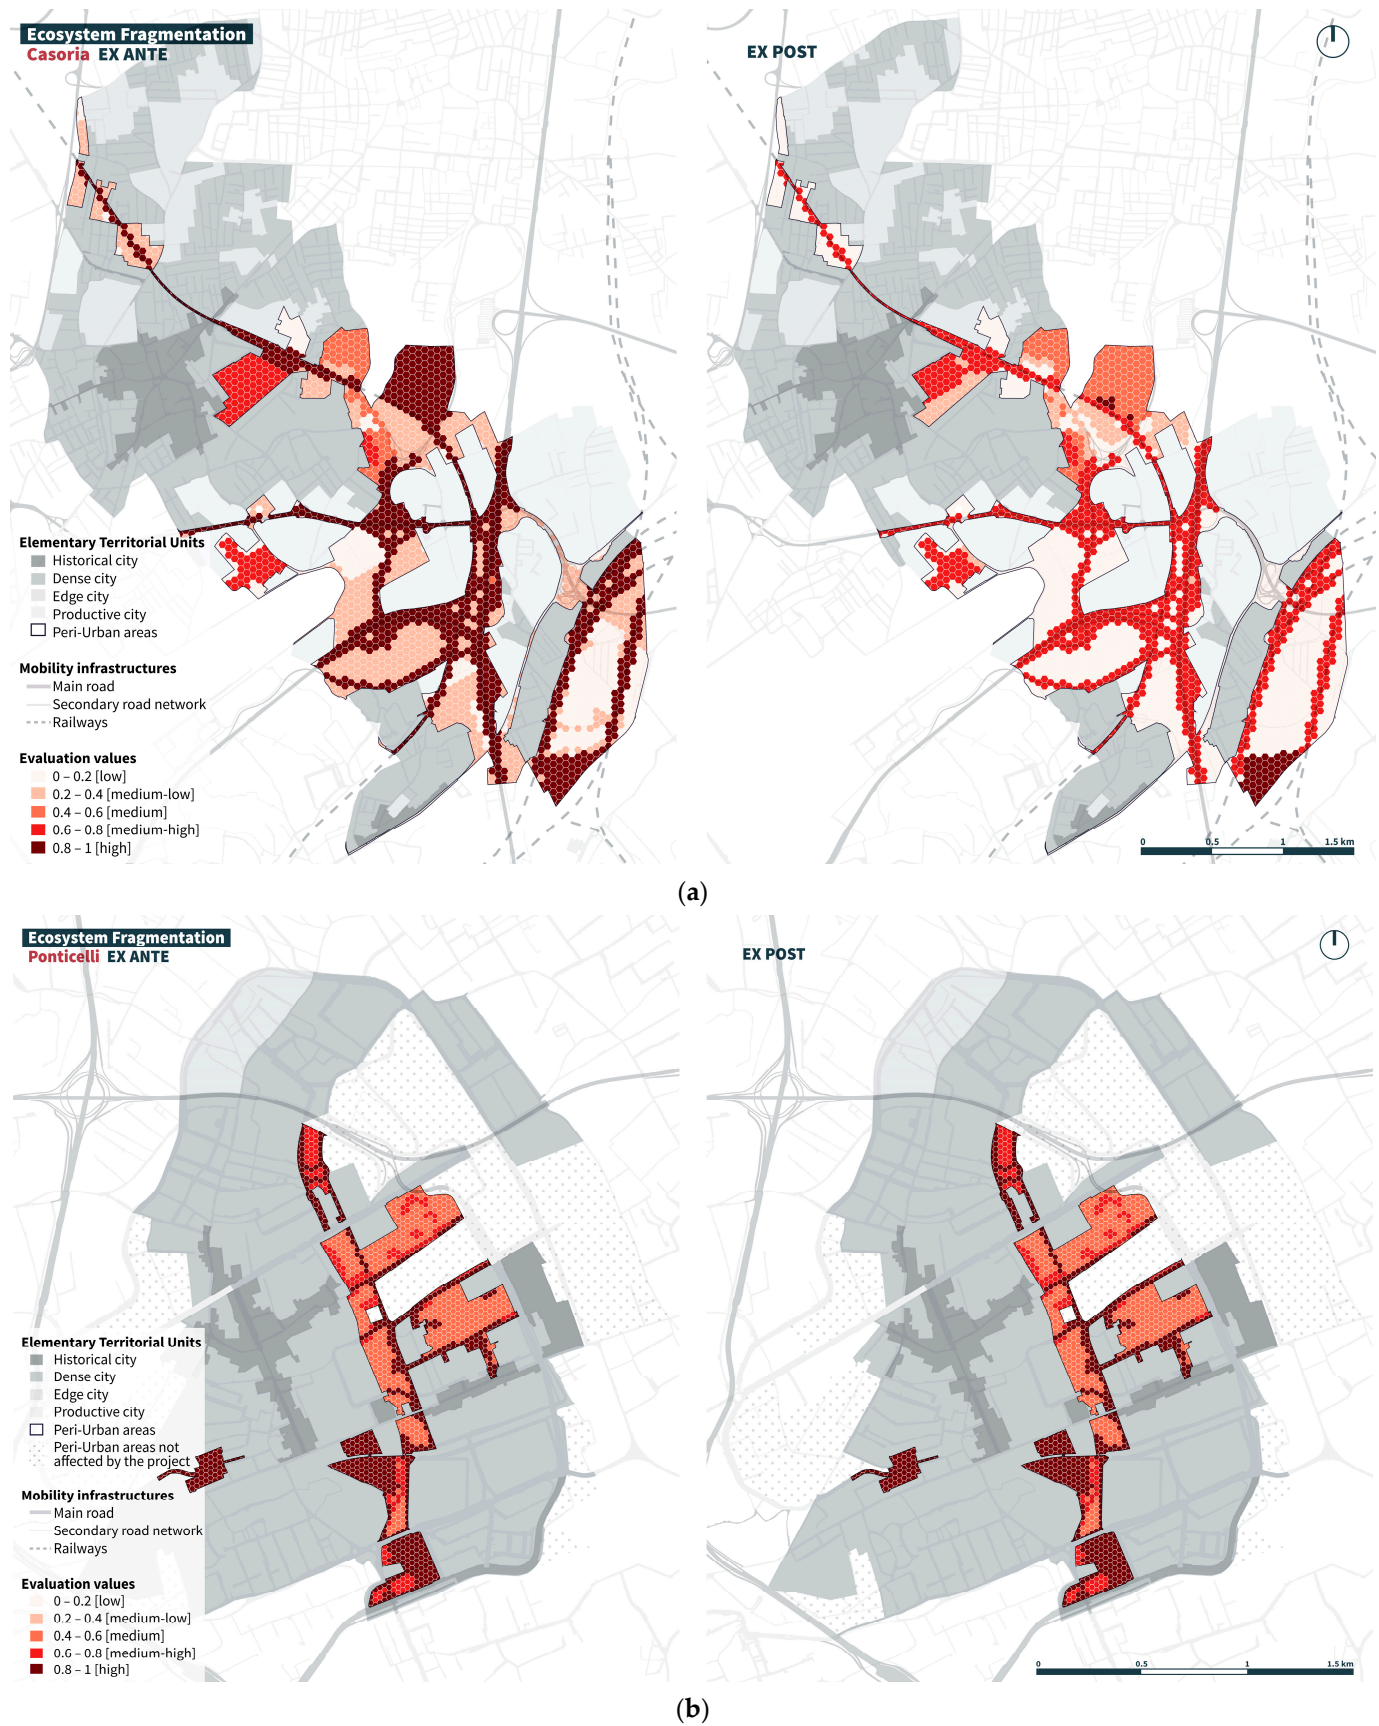 Ecosystem Fragmentation
Casoria EX ANTE
EX POST
Elementary Territorial Units
Historical city
Dense city
Edge city
Productive city
Peri-Urban areas
Mobility infrastructures
Main road
Secondary road network
Railways
Evaluation values
0 – 0.2 [low]
0.2 – 0.4 [medium-low]
0.4 – 0.6 [medium]
0.6 – 0.8 [medium-high]
0.8 – 1 [high]
0 0.5 1 1.5 km
(a)
Ecosystem Fragmentation
Ponticelli EX ANTE
EX POST
Elementary Territorial Units
Historical city
Dense city
Edge city
Productive city
Peri-Urban areas
Peri-Urban areas not
affected by the project
Mobility infrastructures
Main road
Secondary road network
Railways
Evaluation values
0 – 0.2 [low]
0.2 – 0.4 [medium-low]
0.4 – 0.6 [medium]
0.6 – 0.8 [medium-high]
0.8 – 1 [high]
0 0.5 1 1.5 km
(b)